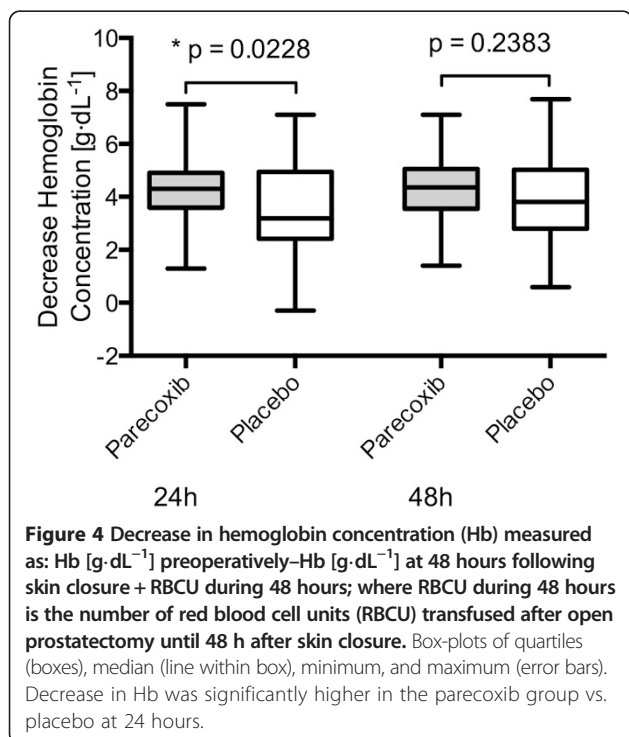 10
8
6
4
2
0
-2
Decrease Hemoglobin
Concentration [g·dL⁻¹]
* p = 0.0228
p = 0.2383
Parecoxib
Placebo
Parecoxib
Placebo
24h
48h
Figure 4 Decrease in hemoglobin concentration (Hb) measured
as: Hb [g·dL⁻¹] preoperatively–Hb [g·dL⁻¹] at 48 hours following
skin closure + RBCU during 48 hours; where RBCU during 48 hours
is the number of red blood cell units (RBCU) transfused after open
prostatectomy until 48 h after skin closure. Box-plots of quartiles
(boxes), median (line within box), minimum, and maximum (error bars).
Decrease in Hb was significantly higher in the parecoxib group vs.
placebo at 24 hours.